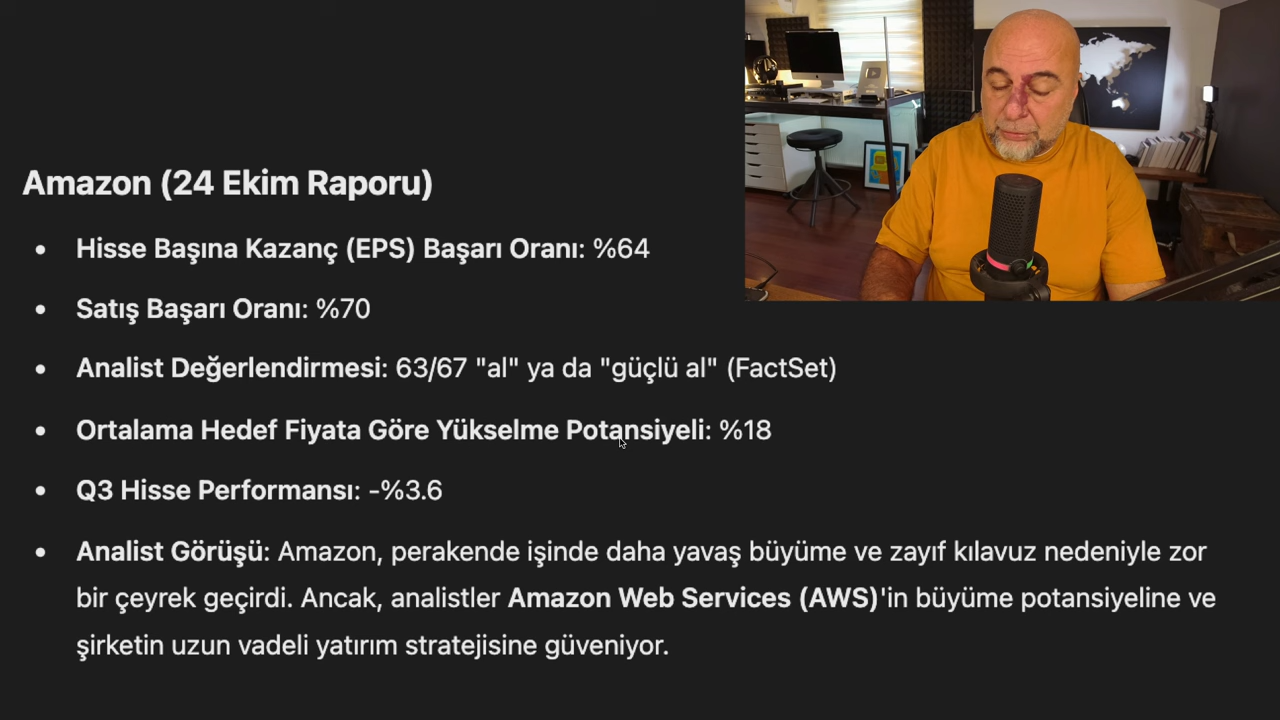 Amazon (24 Ekim Raporu)
• Hisse Başına Kazanç (EPS) Başarı Oranı: %64
• Satış Başarı Oranı: %70
• Analist Değerlendirmesi: 63/67 "al" ya da "güçlü al" (FactSet)
• Ortalama Hedef Fiyata Göre Yükselme Potansiyeli: %18
• Q3 Hisse Performansı: -%3.6
• Analist Görüşü: Amazon, perakende işinde daha yavaş büyüme ve zayıf kılavuz nedeniyle zor
bir çeyrek geçirdi. Ancak, analistler Amazon Web Services (AWS)'in büyüme potansiyeline ve
şirketin uzun vadeli yatırım stratejisine güveniyor.